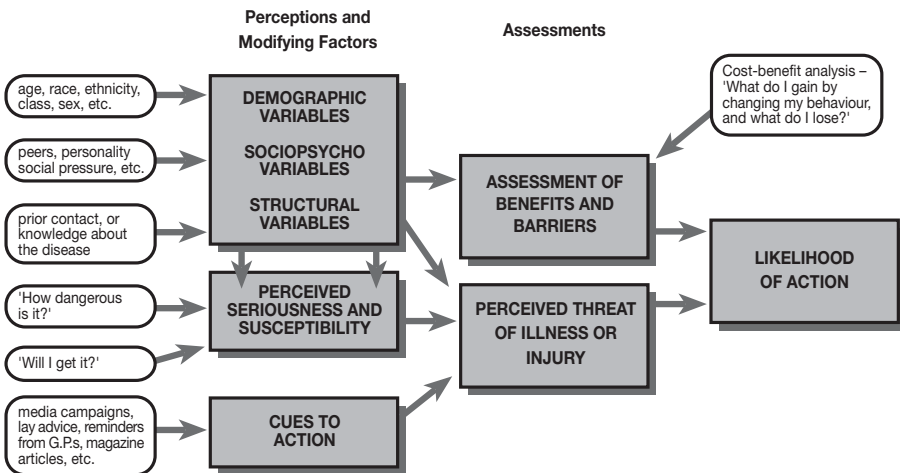 Perceptions and
Modifying Factors
Assessments
age, race, ethnicity,
class, sex, etc.
peers, personality
social pressure, etc.
prior contact, or
knowledge about
the disease
'How dangerous
is it?'
'Will I get it?'
media campaigns,
lay advice, reminders
from G.P.s, magazine
articles, etc.
DEMOGRAPHIC
VARIABLES
SOCIOPSYCHO
VARIABLES
STRUCTURAL
VARIABLES
PERCEIVED
SERIOUSNESS AND
SUSCEPTIBILITY
CUES TO
ACTION
Cost-benefit analysis –
'What do I gain by
changing my behaviour,
and what do I lose?'
ASSESSMENT OF
BENEFITS AND
BARRIERS
PERCEIVED THREAT
OF ILLNESS OR
INJURY
LIKELIHOOD
OF ACTION